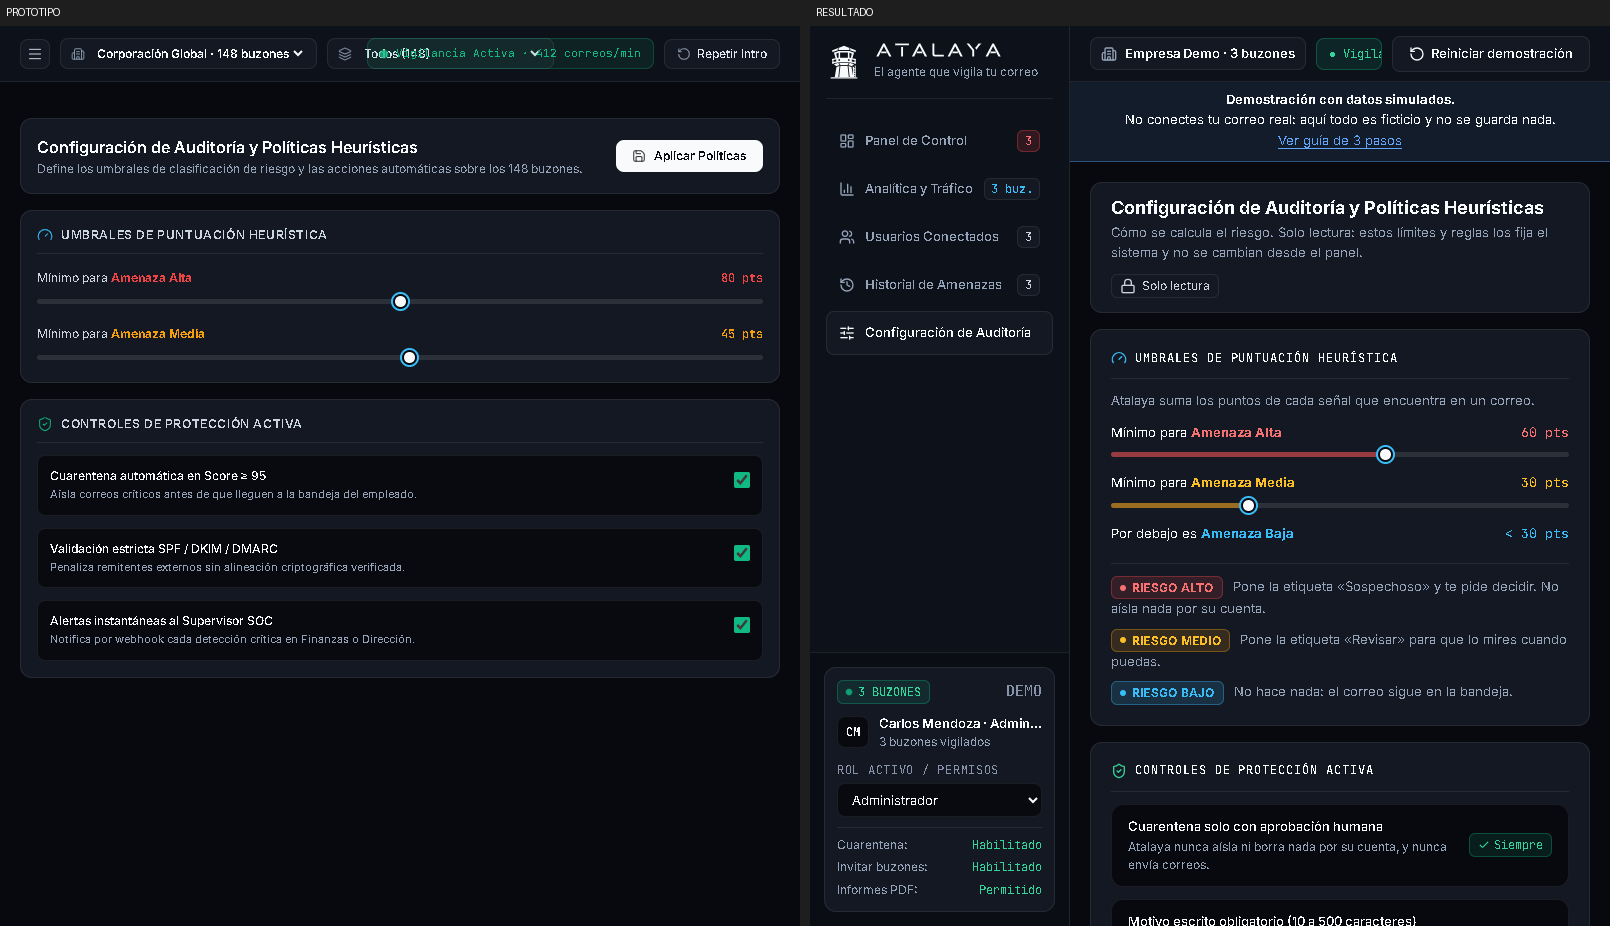 PROTOTIPO
Corporación Global · 148 buzones
Todos (148)
Vigilancia Activa · 412 correos/min
Repetir Intro
Configuración de Auditoría y Políticas Heurísticas
Define los umbrales de clasificación de riesgo y las acciones automáticas sobre los 148 buzones.
Aplicar Políticas
UMBRALES DE PUNTUACIÓN HEURÍSTICA
Mínimo para Amenaza Alta
80 pts
Mínimo para Amenaza Media
45 pts
CONTROLES DE PROTECCIÓN ACTIVA
Cuarentena automática en Score ≥ 95
Aísla correos críticos antes de que lleguen a la bandeja del empleado.
Validación estricta SPF / DKIM / DMARC
Penaliza remitentes externos sin alineación criptográfica verificada.
Alertas instantáneas al Supervisor SOC
Notifica por webhook cada detección crítica en Finanzas o Dirección.
RESULTADO
ATALAYA
El agente que vigila tu correo
Panel de Control
3
Analítica y Tráfico
3 buz.
Usuarios Conectados
3
Historial de Amenazas
3
Configuración de Auditoría
3 BUZONES
DEMO
CM
Carlos Mendoza · Admin...
3 buzones vigilados
ROL ACTIVO / PERMISOS
Administrador
Cuarentena:
Habilitado
Invitar buzones:
Habilitado
Informes PDF:
Permitido
Empresa Demo · 3 buzones
Vigila
Reiniciar demostración
Demostración con datos simulados.
No conectes tu correo real: aquí todo es ficticio y no se guarda nada.
Ver guía de 3 pasos
Configuración de Auditoría y Políticas Heurísticas
Cómo se calcula el riesgo. Solo lectura: estos límites y reglas los fija el
sistema y no se cambian desde el panel.
Solo lectura
UMBRALES DE PUNTUACIÓN HEURÍSTICA
Atalaya suma los puntos de cada señal que encuentra en un correo.
Mínimo para Amenaza Alta
60 pts
Mínimo para Amenaza Media
30 pts
Por debajo es Amenaza Baja
< 30 pts
RIESGO ALTO Pone la etiqueta «Sospechoso» y te pide decidir. No
aísla nada por su cuenta.
RIESGO MEDIO Pone la etiqueta «Revisar» para que lo mires cuando
puedas.
RIESGO BAJO No hace nada: el correo sigue en la bandeja.
CONTROLES DE PROTECCIÓN ACTIVA
Cuarentena solo con aprobación humana
Atalaya nunca aísla ni borra nada por su cuenta, y nunca
envía correos.
Siempre
Motivo escrito obligatorio (10 a 500 caracteres)